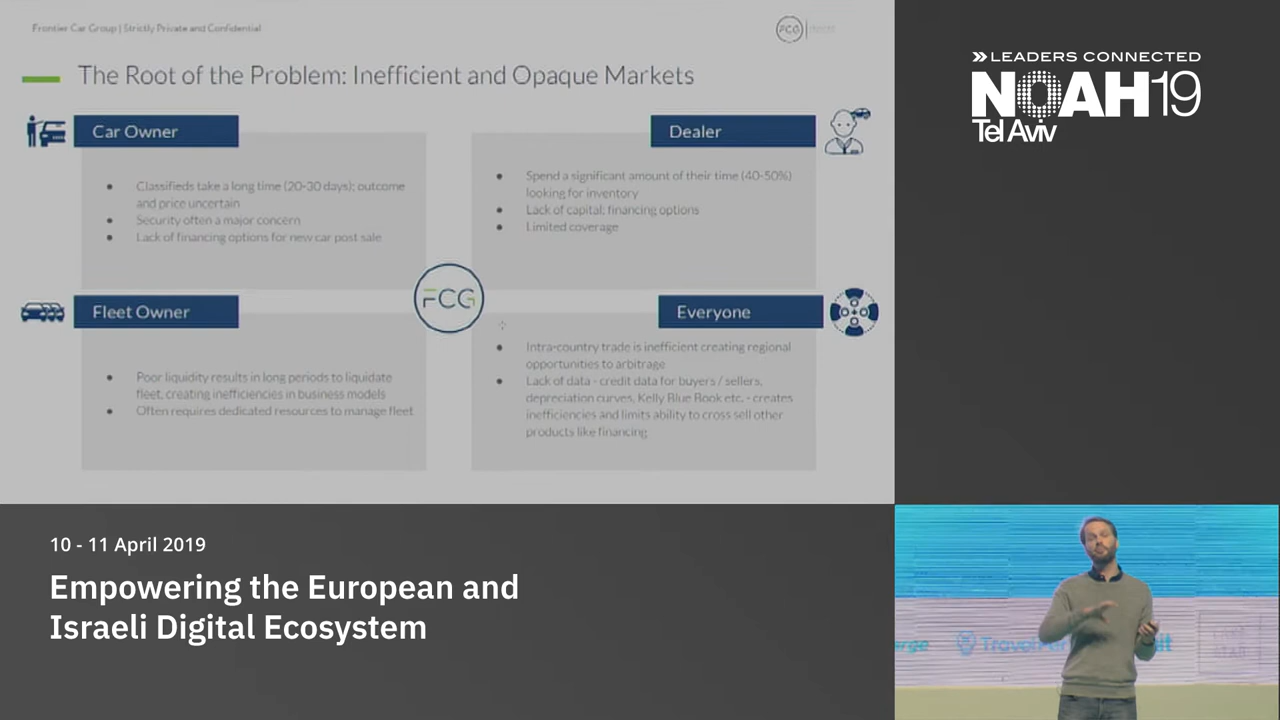 Frontier Car Group | Strictly Private and Confidential
FCG
The Root of the Problem: Inefficient and Opaque Markets
Car Owner
Classifieds take a long time (20-30 days); outcome
and price uncertain
Security often a major concern
Lack of financing options for new car post sale
Dealer
Spend a significant amount of their time (40-50%)
looking for inventory
Lack of capital; financing options
Limited coverage
FCG
Fleet Owner
Poor liquidity results in long periods to liquidate
fleet, creating inefficiencies in business models
Often requires dedicated resources to manage fleet
Everyone
Intra-country trade is inefficient creating regional
opportunities to arbitrage
Lack of data - credit data for buyers / sellers,
depreciation curves, Kelly Blue Book etc. - creates
inefficiencies and limits ability to cross sell other
products like financing
LEADERS CONNECTED
NOAH19
Tel Aviv
10 - 11 April 2019
Empowering the European and
Israeli Digital Ecosystem